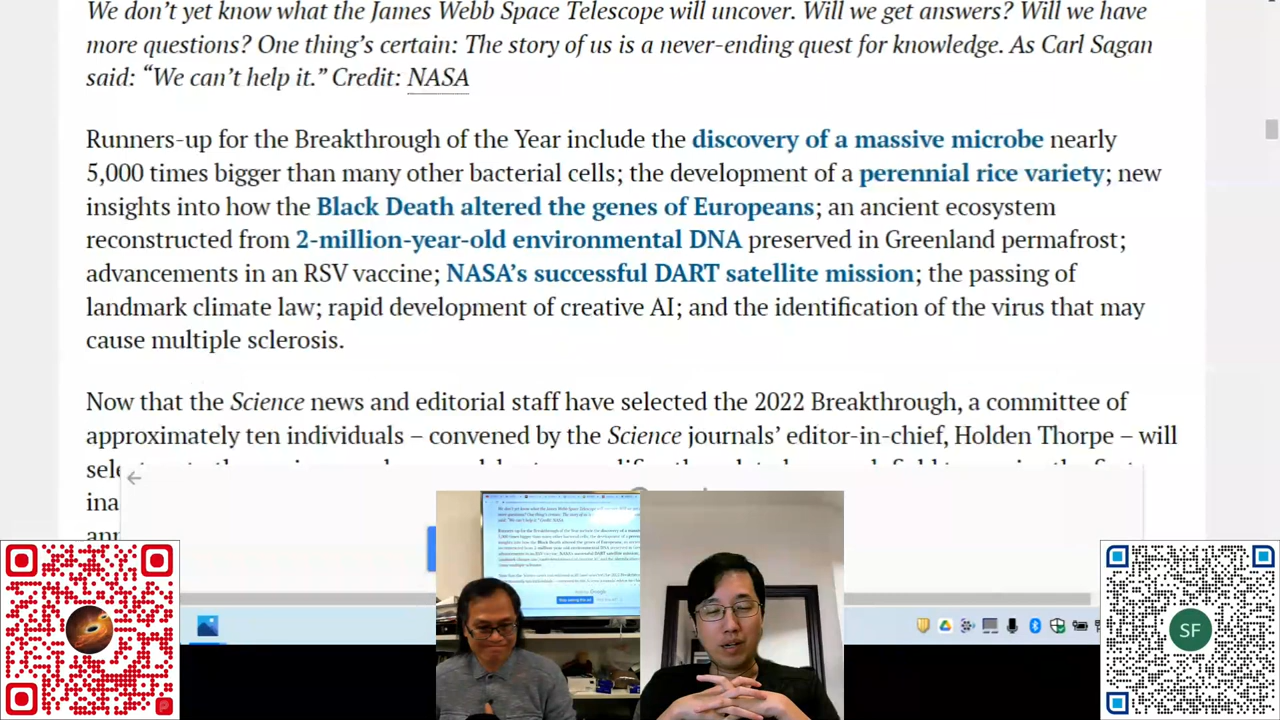 We don't yet know what the James Webb Space Telescope will uncover. Will we get answers? Will we have
more questions? One thing's certain: The story of us is a never-ending quest for knowledge. As Carl Sagan
said: “We can't help it.” Credit: NASA
Runners-up for the Breakthrough of the Year include the discovery of a massive microbe nearly
5,000 times bigger than many other bacterial cells; the development of a perennial rice variety; new
insights into how the Black Death altered the genes of Europeans; an ancient ecosystem
reconstructed from 2-million-year-old environmental DNA preserved in Greenland permafrost;
advancements in an RSV vaccine; NASA's successful DART satellite mission; the passing of
landmark climate law; rapid development of creative AI; and the identification of the virus that may
cause multiple sclerosis.
Now that the Science news and editorial staff have selected the 2022 Breakthrough, a committee of
approximately ten individuals – convened by the Science journals' editor-in-chief, Holden Thorpe – will
SF